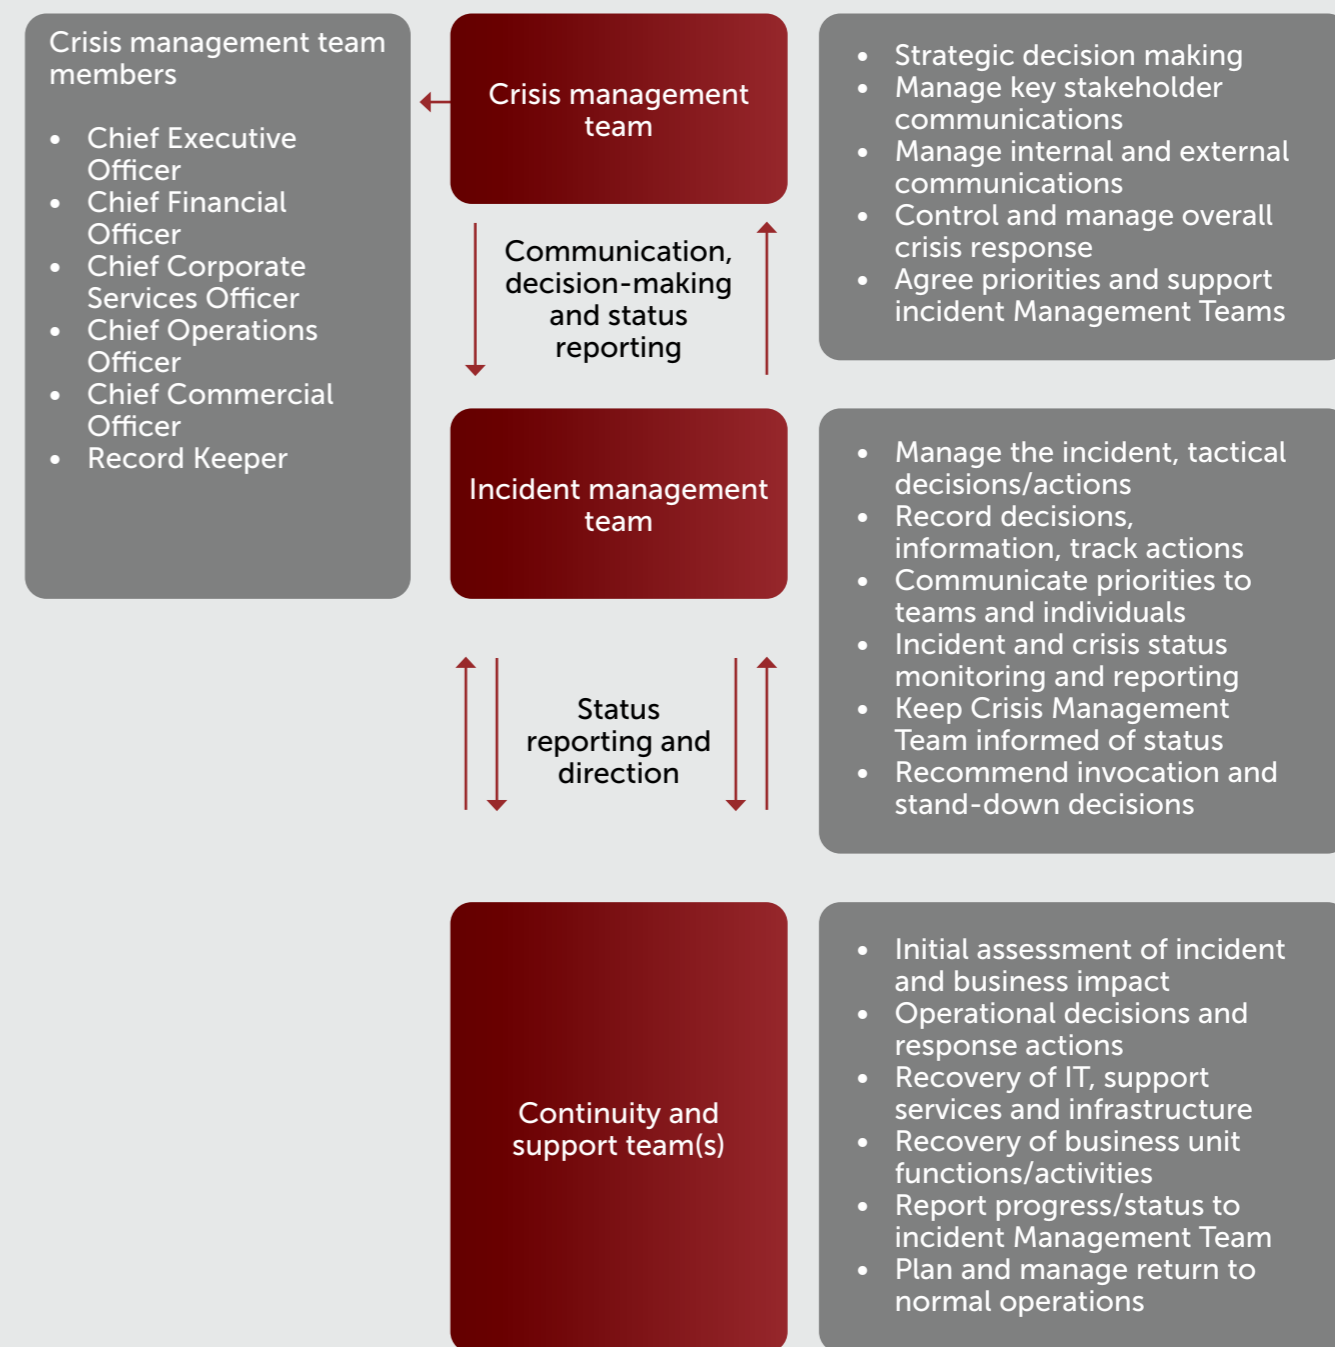 Crisis management team
members
• Chief Executive
Officer
• Chief Financial
Officer
• Chief Corporate
Services Officer
• Chief Operations
Officer
• Chief Commercial
Officer
• Record Keeper
Crisis management
team
• Strategic decision making
• Manage key stakeholder
communications
• Manage internal and external
communications
• Control and manage overall
crisis response
• Agree priorities and support
incident Management Teams
Communication,
decision-making
and status
reporting
Incident management
team
• Manage the incident, tactical
decisions/actions
• Record decisions,
information, track actions
• Communicate priorities to
teams and individuals
• Incident and crisis status
monitoring and reporting
• Keep Crisis Management
Team informed of status
• Recommend invocation and
stand-down decisions
Status
reporting and
direction
Continuity and
support team(s)
• Initial assessment of incident
and business impact
• Operational decisions and
response actions
• Recovery of IT, support
services and infrastructure
• Recovery of business unit
functions/activities
• Report progress/status to
incident Management Team
• Plan and manage return to
normal operations